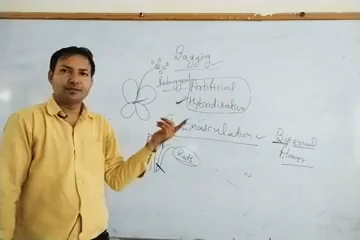 Bagging
Artificial
Hybridisation
Emasculation
Bisexual
Flower